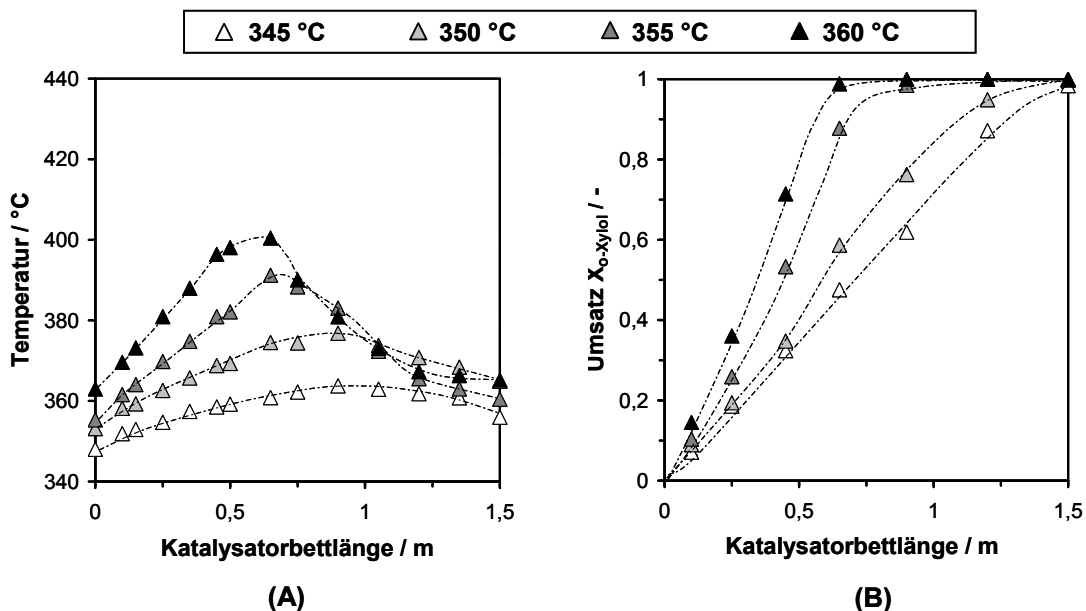 345 °C 350 °C 355 °C 360 °C
Temperatur / °C
440
420
400
380
360
340
0 0,5 1 1,5
Katalysatorbettlänge / m
(A)
Umsatz Xo-Xylol / -
1
0,8
0,6
0,4
0,2
0
0 0,5 1 1,5
Katalysatorbettlänge / m
(B)